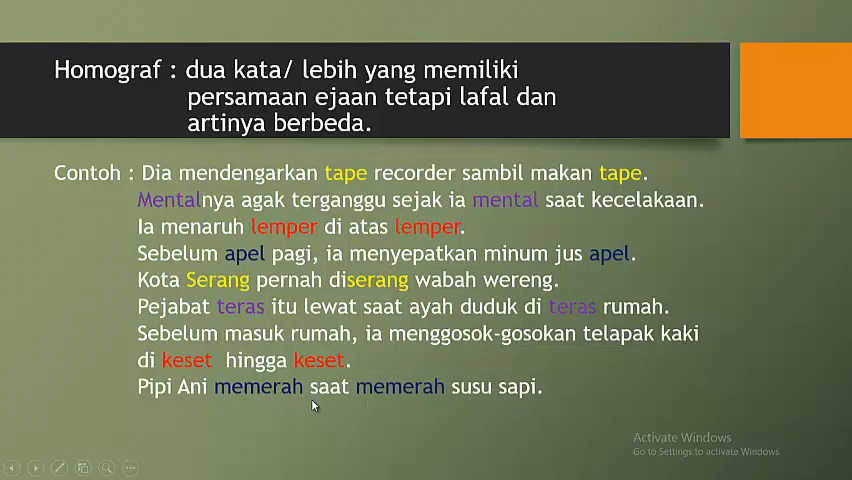 Homograf : dua kata/ lebih yang memiliki
persamaan ejaan tetapi lafal dan
artinya berbeda.
Contoh : Dia mendengarkan tape recorder sambil makan tape.
Mentalnya agak terganggu sejak ia mental saat kecelakaan.
Ia menaruh lemper di atas lemper.
Sebelum apel pagi, ia menyepatkan minum jus apel.
Kota Serang pernah diserang wabah wereng.
Pejabat teras itu lewat saat ayah duduk di teras rumah.
Sebelum masuk rumah, ia menggosok-gosokan telapak kaki
di keset hingga keset.
Pipi Ani memerah saat memerah susu sapi.
Activate Windows
Go to Settings to activate Windows.